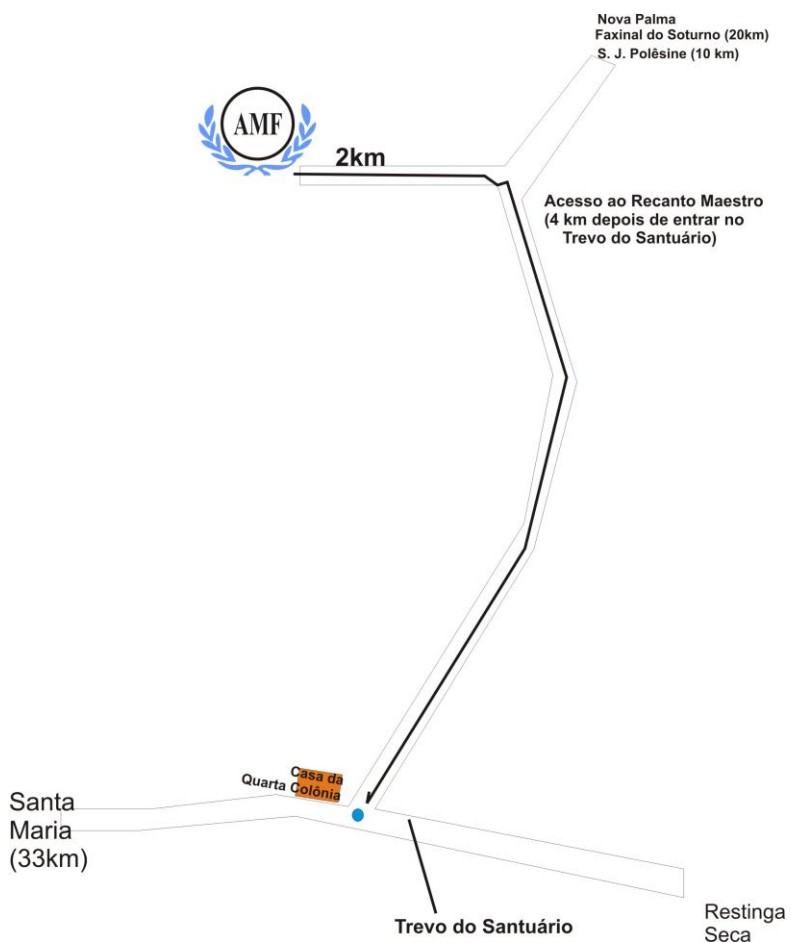 Nova Palma
Faxinal do Soturno (20km)
S. J. Polêsine (10 km)
AMF
2km
Acesso ao Recanto Maestro
(4 km depois de entrar no
Trevo do Santuário)
Casa da
Quarta Colônia
Santa
Maria
(33km)
Trevo do Santuário
Restinga
Seca